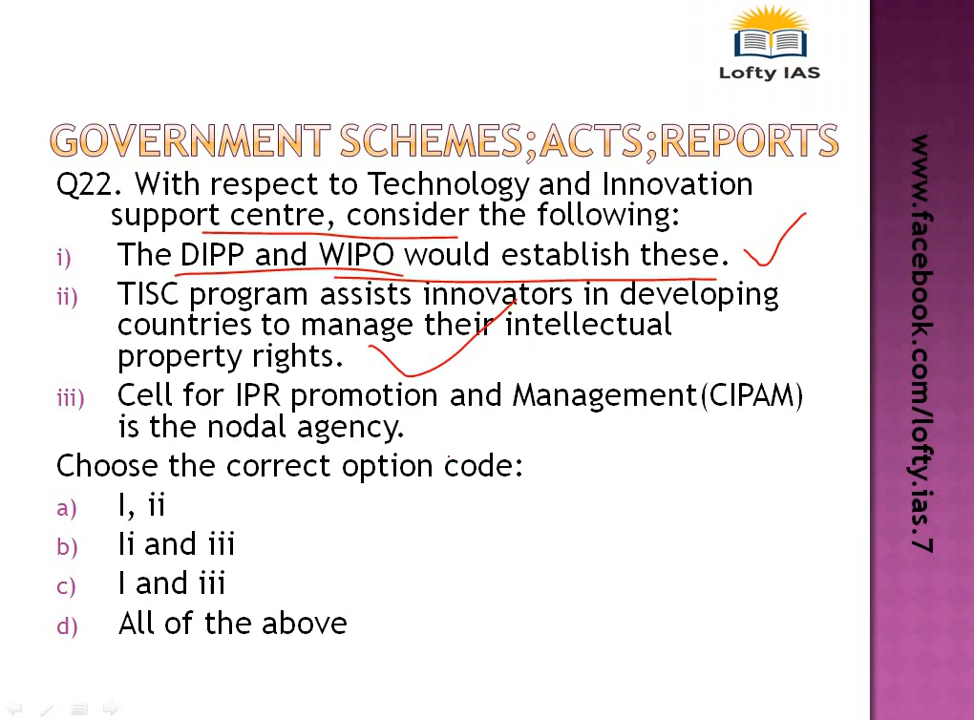 Lofty IAS
GOVERNMENT SCHEMES;ACTS;REPORTS
Q22. With respect to Technology and Innovation
support centre, consider the following:
i) The DIPP and WIPO would establish these.
ii) TISC program assists innovators in developing
countries to manage their intellectual
property rights.
iii) Cell for IPR promotion and Management(CIPAM)
is the nodal agency.
Choose the correct option code:
a) I, ii
b) Ii and iii
c) I and iii
d) All of the above
www.facebook.com/lofty.ias.7